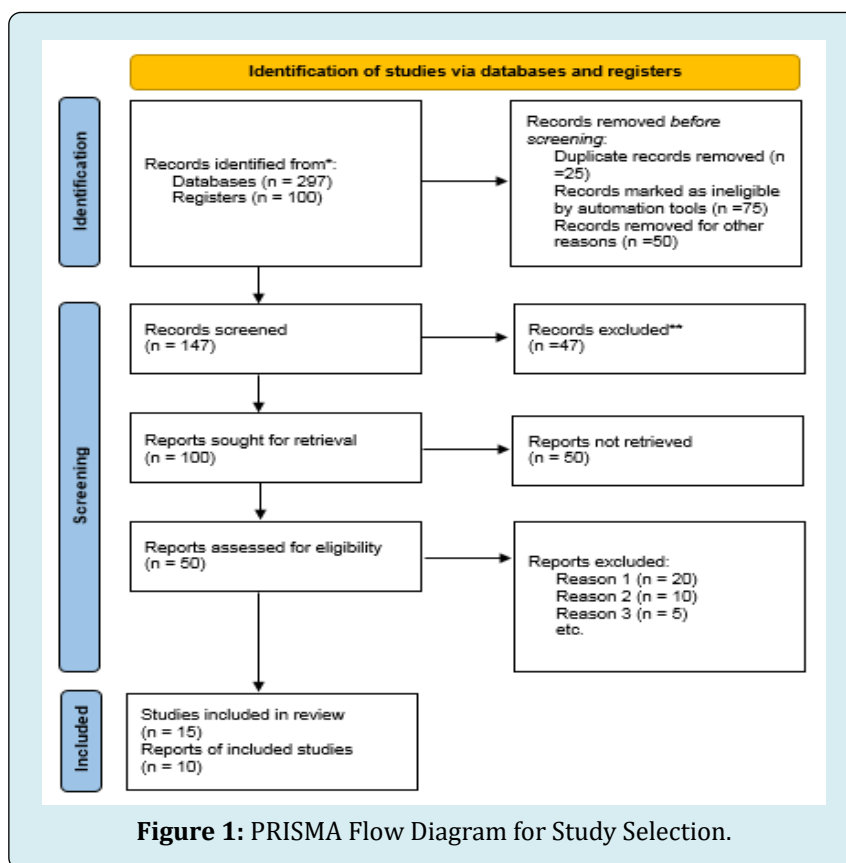 Identification of studies via databases and registers
Identification
Records identified from*:
Databases (n = 297)
Registers (n = 100)
Records removed before
screening:
Duplicate records removed (n
=25)
Records marked as ineligible
by automation tools (n =75)
Records removed for other
reasons (n =50)
Screening
Records screened
(n = 147)
Records excluded**
(n =47)
Reports sought for retrieval
(n = 100)
Reports not retrieved
(n = 50)
Reports assessed for eligibility
(n = 50)
Reports excluded:
Reason 1 (n = 20)
Reason 2 (n = 10)
Reason 3 (n = 5)
etc.
Included
Studies included in review
(n = 15)
Reports of included studies
(n = 10)
Figure 1: PRISMA Flow Diagram for Study Selection.